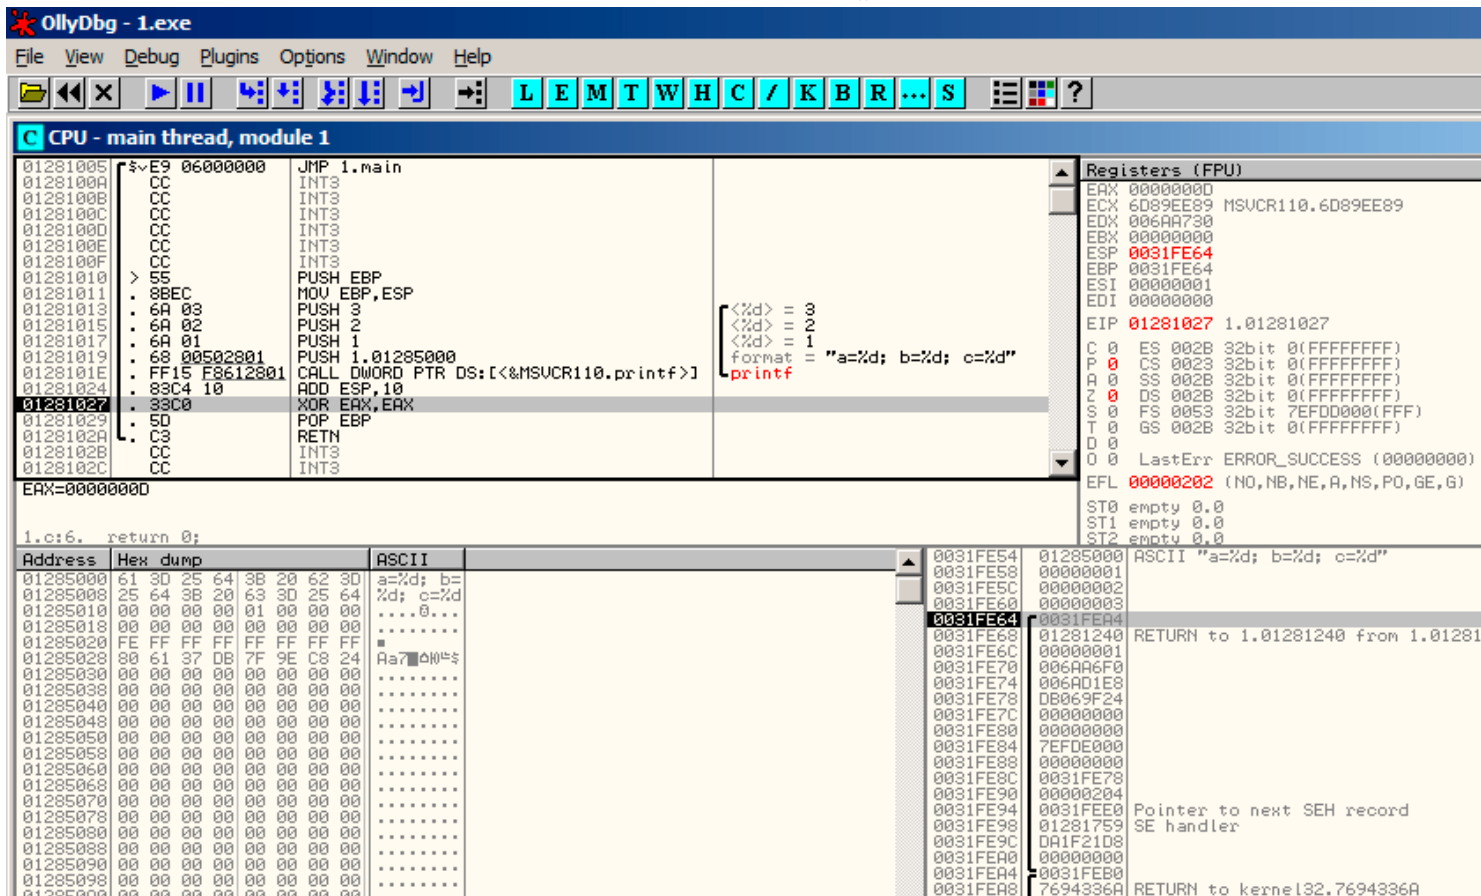 OllyDbg - 1.exe
File View Debug Plugins Options Window Help
L E M T W H C / K B R ... S ?
C CPU - main thread, module 1
01281005 $∨E9 06000000 JMP 1.main
0128100A CC INT3
0128100B CC INT3
0128100C CC INT3
0128100D CC INT3
0128100E CC INT3
0128100F CC INT3
01281010 > 55 PUSH EBP
01281011 . 8BEC MOV EBP,ESP
01281013 . 6A 03 PUSH 3 <%d> = 3
01281015 . 6A 02 PUSH 2 <%d> = 2
01281017 . 6A 01 PUSH 1 <%d> = 1
01281019 . 68 00502801 PUSH 1.01285000 format = "a=%d; b=%d; c=%d"
0128101E . FF15 F8612801 CALL DWORD PTR DS:[<&MSVCR110.printf>] printf
01281024 . 83C4 10 ADD ESP,10
01281027 . 33C0 XOR EAX,EAX
01281029 . 5D POP EBP
0128102A . C3 RETN
0128102B CC INT3
0128102C CC INT3
EAX=0000000D
1.c:6. return 0;
Registers (FPU)
EAX 0000000D
ECX 6D89EE89 MSVCR110.6D89EE89
EDX 006AA730
EBX 00000000
ESP 0031FE64
EBP 0031FE64
ESI 00000001
EDI 00000000
EIP 01281027 1.01281027
C 0 ES 002B 32bit 0(FFFFFFFF)
P 0 CS 0023 32bit 0(FFFFFFFF)
A 0 SS 002B 32bit 0(FFFFFFFF)
Z 0 DS 002B 32bit 0(FFFFFFFF)
S 0 FS 0053 32bit 7EFDD000(FFF)
T 0 GS 002B 32bit 0(FFFFFFFF)
D 0
O 0 LastErr ERROR_SUCCESS (00000000)
EFL 00000202 (NO,NB,NE,A,NS,PO,GE,G)
ST0 empty 0.0
ST1 empty 0.0
ST2 empty 0.0
Address Hex dump ASCII
01285000 61 3D 25 64 3B 20 62 3D a=%d; b=
01285008 25 64 3B 20 63 3D 25 64 %d; c=%d
01285010 00 00 00 00 01 00 00 00 ....0...
01285018 00 00 00 00 00 00 00 00 ........
01285020 FE FF FF FF FF FF FF FF
01285028 80 61 37 DB 7F 9E C8 24
01285030 00 00 00 00 00 00 00 00 ........
01285038 00 00 00 00 00 00 00 00 ........
01285040 00 00 00 00 00 00 00 00 ........
01285048 00 00 00 00 00 00 00 00 ........
01285050 00 00 00 00 00 00 00 00 ........
01285058 00 00 00 00 00 00 00 00 ........
01285060 00 00 00 00 00 00 00 00 ........
01285068 00 00 00 00 00 00 00 00 ........
01285070 00 00 00 00 00 00 00 00 ........
01285078 00 00 00 00 00 00 00 00 ........
01285080 00 00 00 00 00 00 00 00 ........
01285088 00 00 00 00 00 00 00 00 ........
01285090 00 00 00 00 00 00 00 00 ........
01285098 00 00 00 00 00 00 00 00 ........
0031FE54 01285000 ASCII "a=%d; b=%d; c=%d"
0031FE58 00000001
0031FE5C 00000002
0031FE60 00000003
0031FE64 0031FEA4
0031FE68 01281240 RETURN to 1.01281240 from 1.01281
0031FE6C 00000001
0031FE70 006AA6F0
0031FE74 006AD1E8
0031FE78 DB069F24
0031FE7C 00000000
0031FE80 00000000
0031FE84 7EFDE000
0031FE88 00000000
0031FE8C 0031FE78
0031FE90 00000204
0031FE94 0031FEE0 Pointer to next SEH record
0031FE98 01281759 SE handler
0031FE9C DA1F21D8
0031FEA0 00000000
0031FEA4 0031FEB0
0031FEA8 7694336A RETURN to kernel32.7694336A